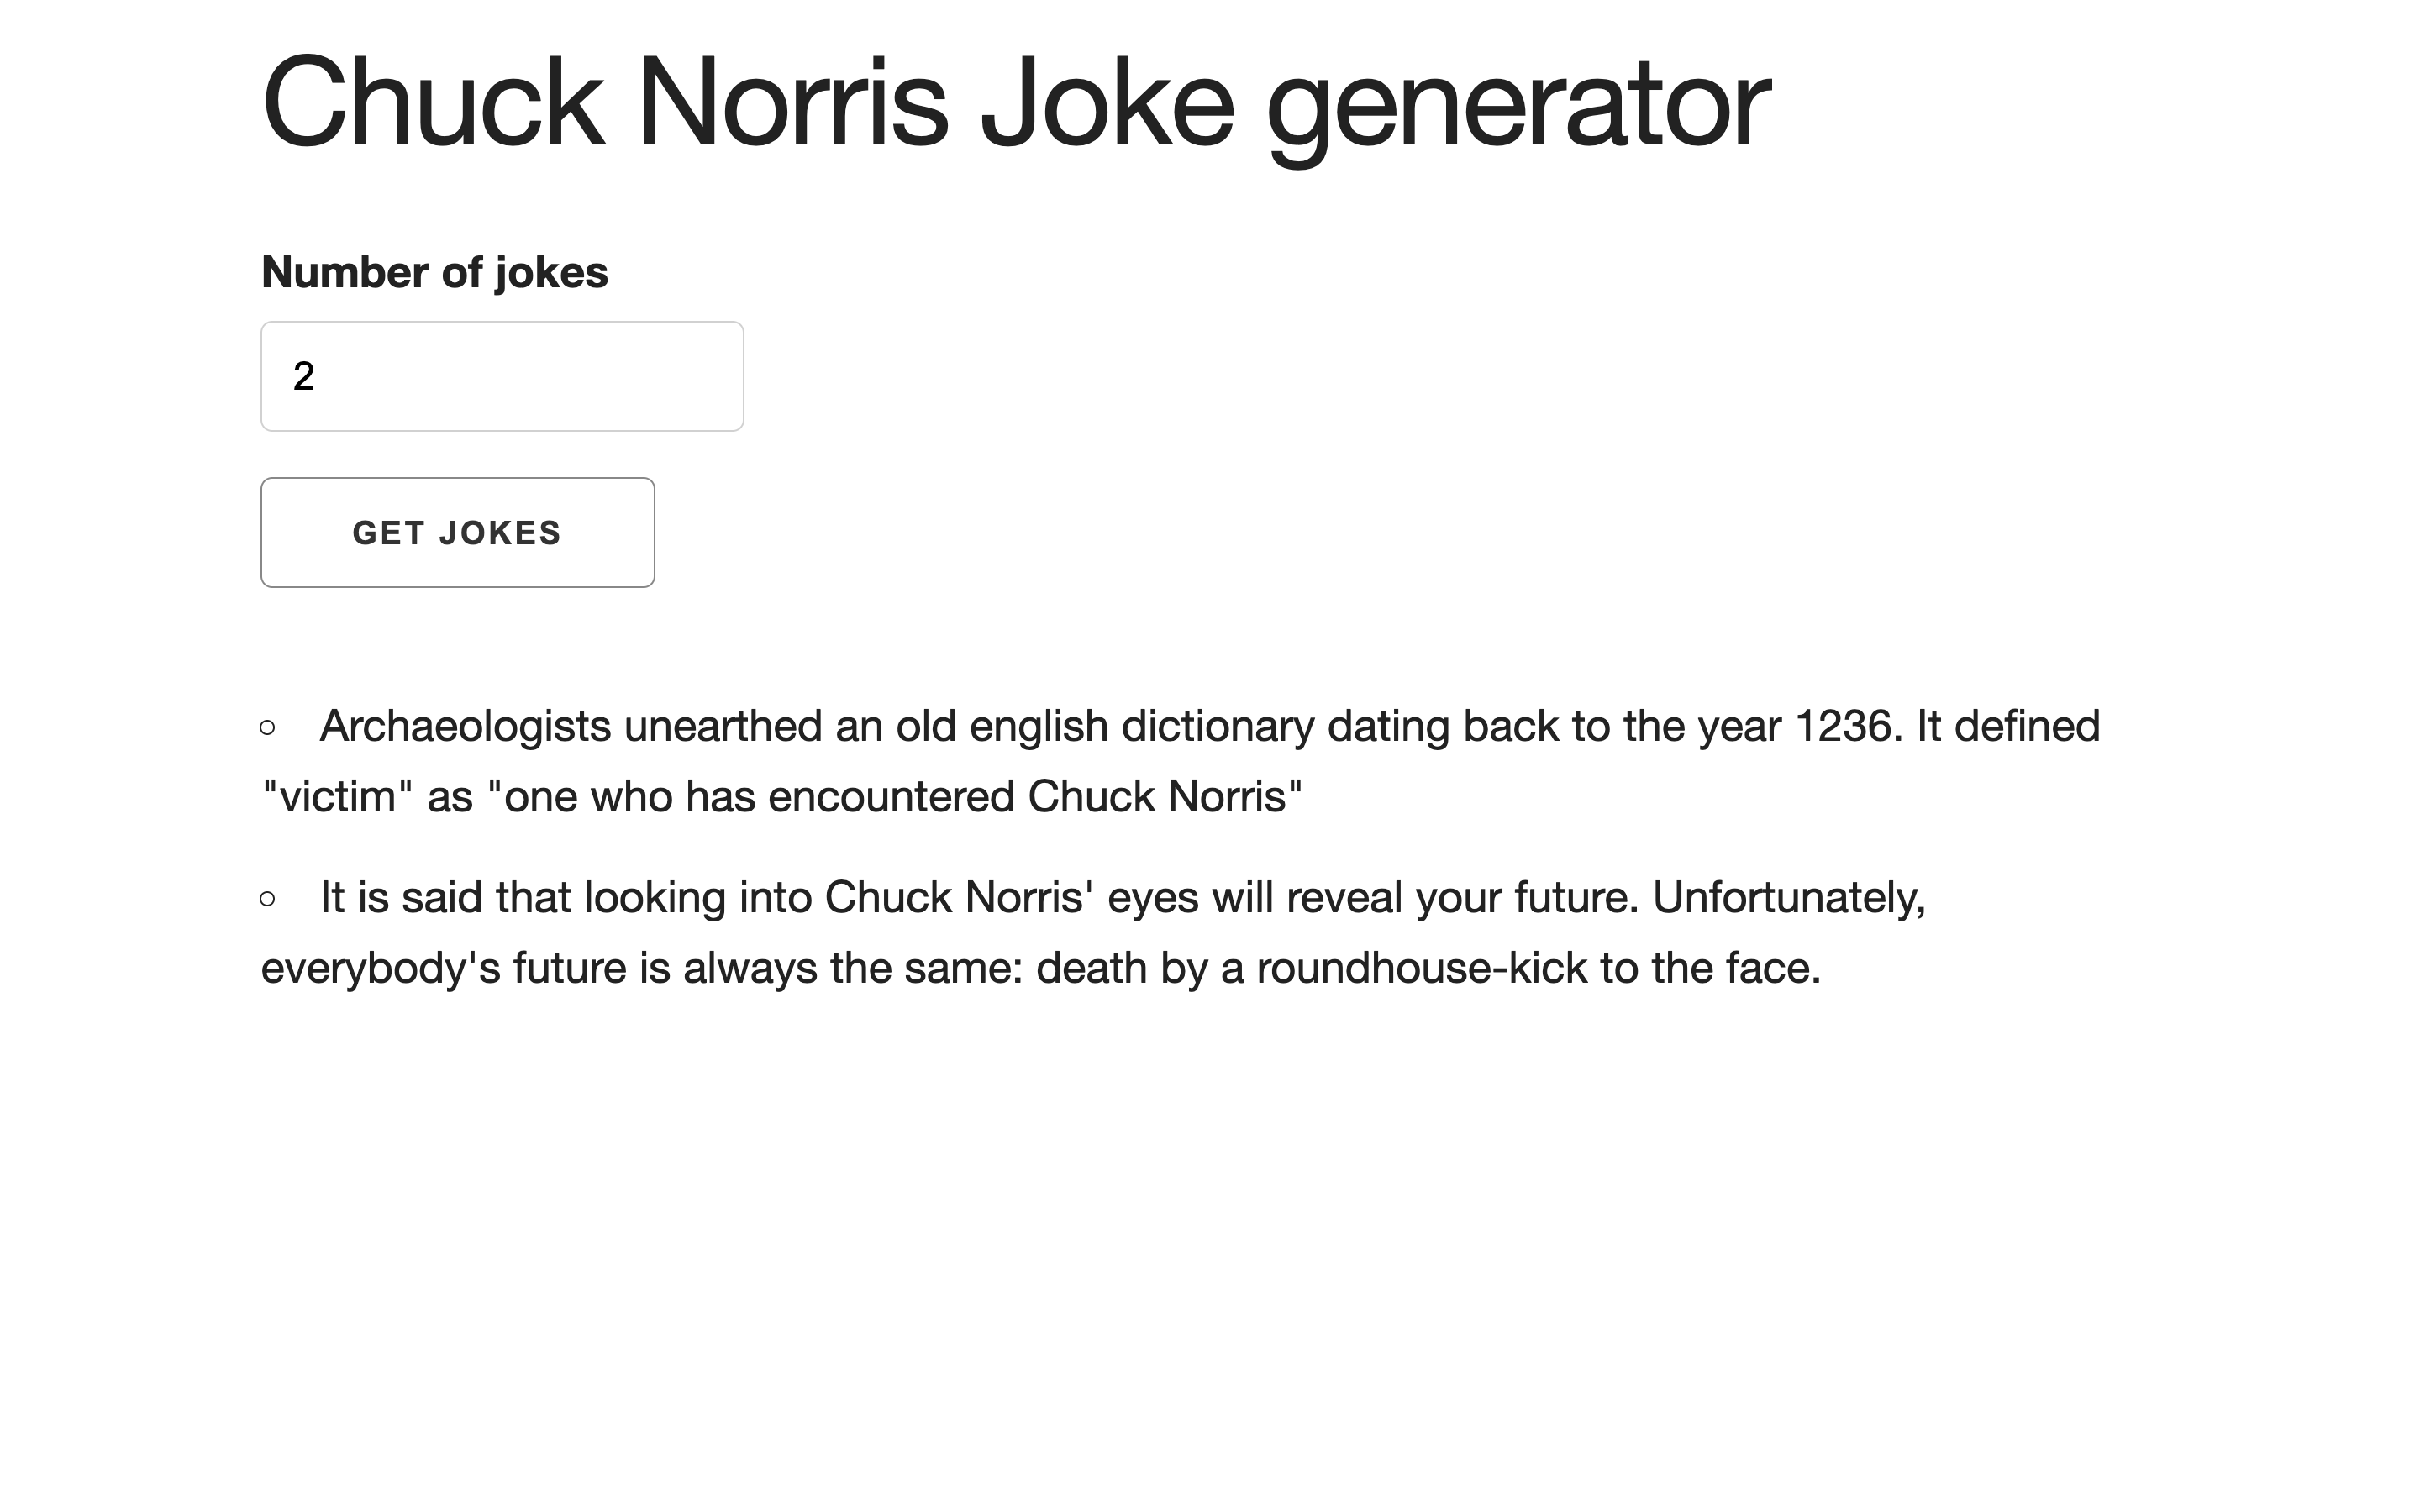 Chuck Norris Joke generator
Number of jokes
2
GET JOKES
Archaeologists unearthed an old english dictionary dating back to the year 1236. It defined
"victim" as "one who has encountered Chuck Norris"
It is said that looking into Chuck Norris' eyes will reveal your future. Unfortunately,
everybody's future is always the same: death by a roundhouse-kick to the face.